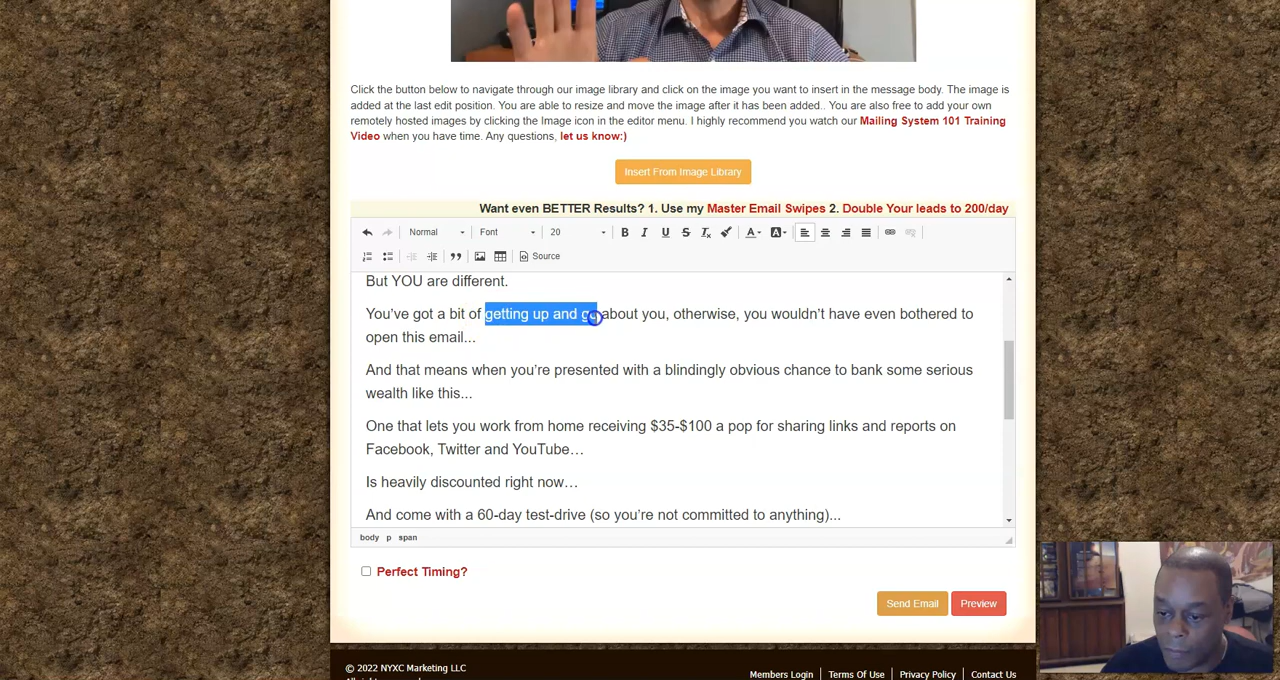 Click the button below to navigate through our image library and click on the image you want to insert in the message body. The image is
added at the last edit position. You are able to resize and move the image after it has been added.. You are also free to add your own
remotely hosted images by clicking the Image icon in the editor menu. I highly recommend you watch our Mailing System 101 Training
Video when you have time. Any questions, let us know:)
Insert From Image Library
Want even BETTER Results? 1. Use my Master Email Swipes 2. Double Your leads to 200/day
Normal Font 20 B I U S Tx A A
Source
But YOU are different.
You've got a bit of getting up and go about you, otherwise, you wouldn't have even bothered to
open this email...
And that means when you're presented with a blindingly obvious chance to bank some serious
wealth like this...
One that lets you work from home receiving $35-$100 a pop for sharing links and reports on
Facebook, Twitter and YouTube…
Is heavily discounted right now…
And come with a 60-day test-drive (so you're not committed to anything)...
body p span
Perfect Timing?
Send Email Preview
© 2022 NYXC Marketing LLC
Members Login Terms Of Use Privacy Policy Contact Us